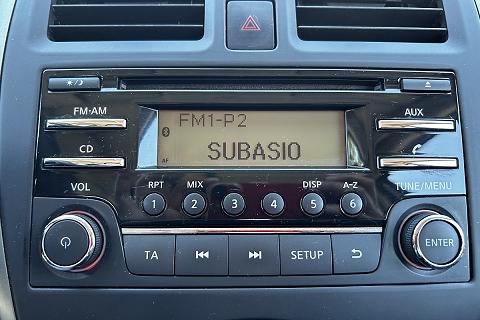 FM·AM
AUX
FM1-P2
CD
AF
SUBASIO
VOL
RPT
MIX
DISP
A-Z
TUNE/MENU
1
2
3
4
5
6
TA
SETUP
ENTER